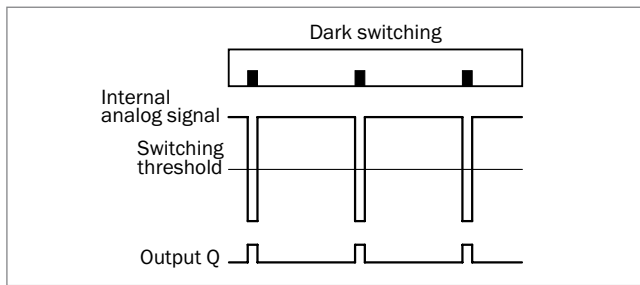 Dark switching
Internal
analog signal
Switching
threshold
Output Q